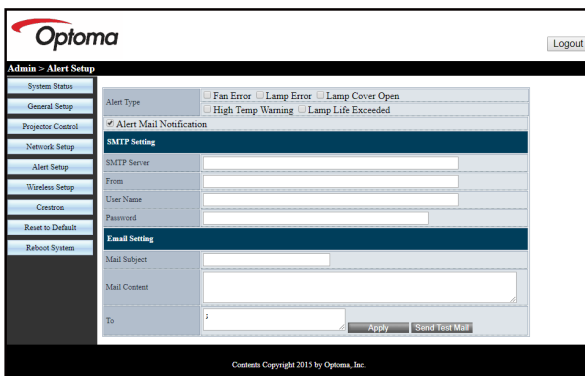 Optoma
Logout
Admin > Alert Setup
System Status
General Setup
Projector Control
Network Setup
Alert Setup
Wireless Setup
Crestron
Reset to Default
Reboot System
Alert Type
Fan Error Lamp Error Lamp Cover Open
High Temp Warning Lamp Life Exceeded
Alert Mail Notification
SMTP Setting
SMTP Server
From
User Name
Password
Email Setting
Mail Subject
Mail Content
To
;
Apply Send Test Mail
Contents Copyright 2015 by Optoma, Inc.